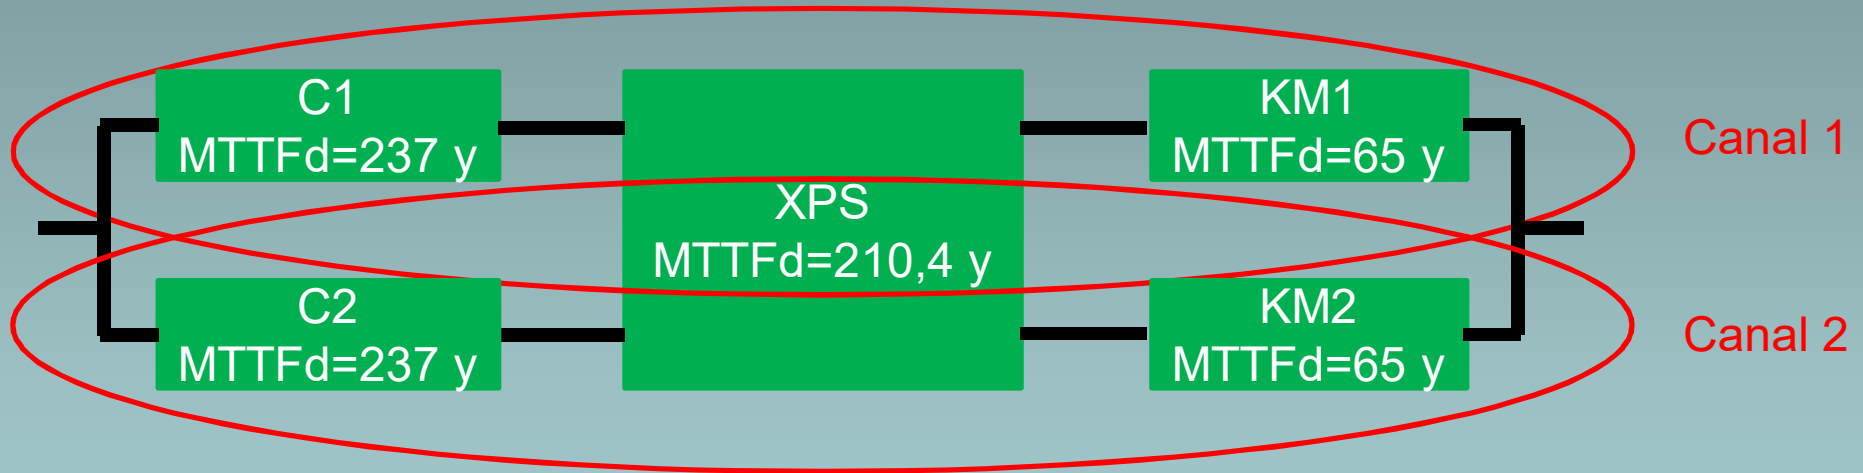 C1
MTTFd=237 y
XPS
MTTFd=210,4 y
KM1
MTTFd=65 y
Canal 1
C2
MTTFd=237 y
KM2
MTTFd=65 y
Canal 2